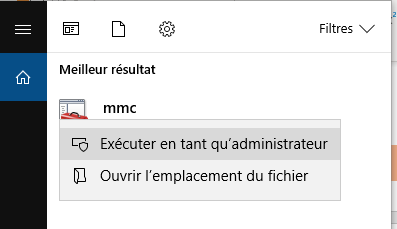 Filtres
Meilleur résultat
mmc
Exécuter en tant qu'administrateur
Ouvrir l'emplacement du fichier